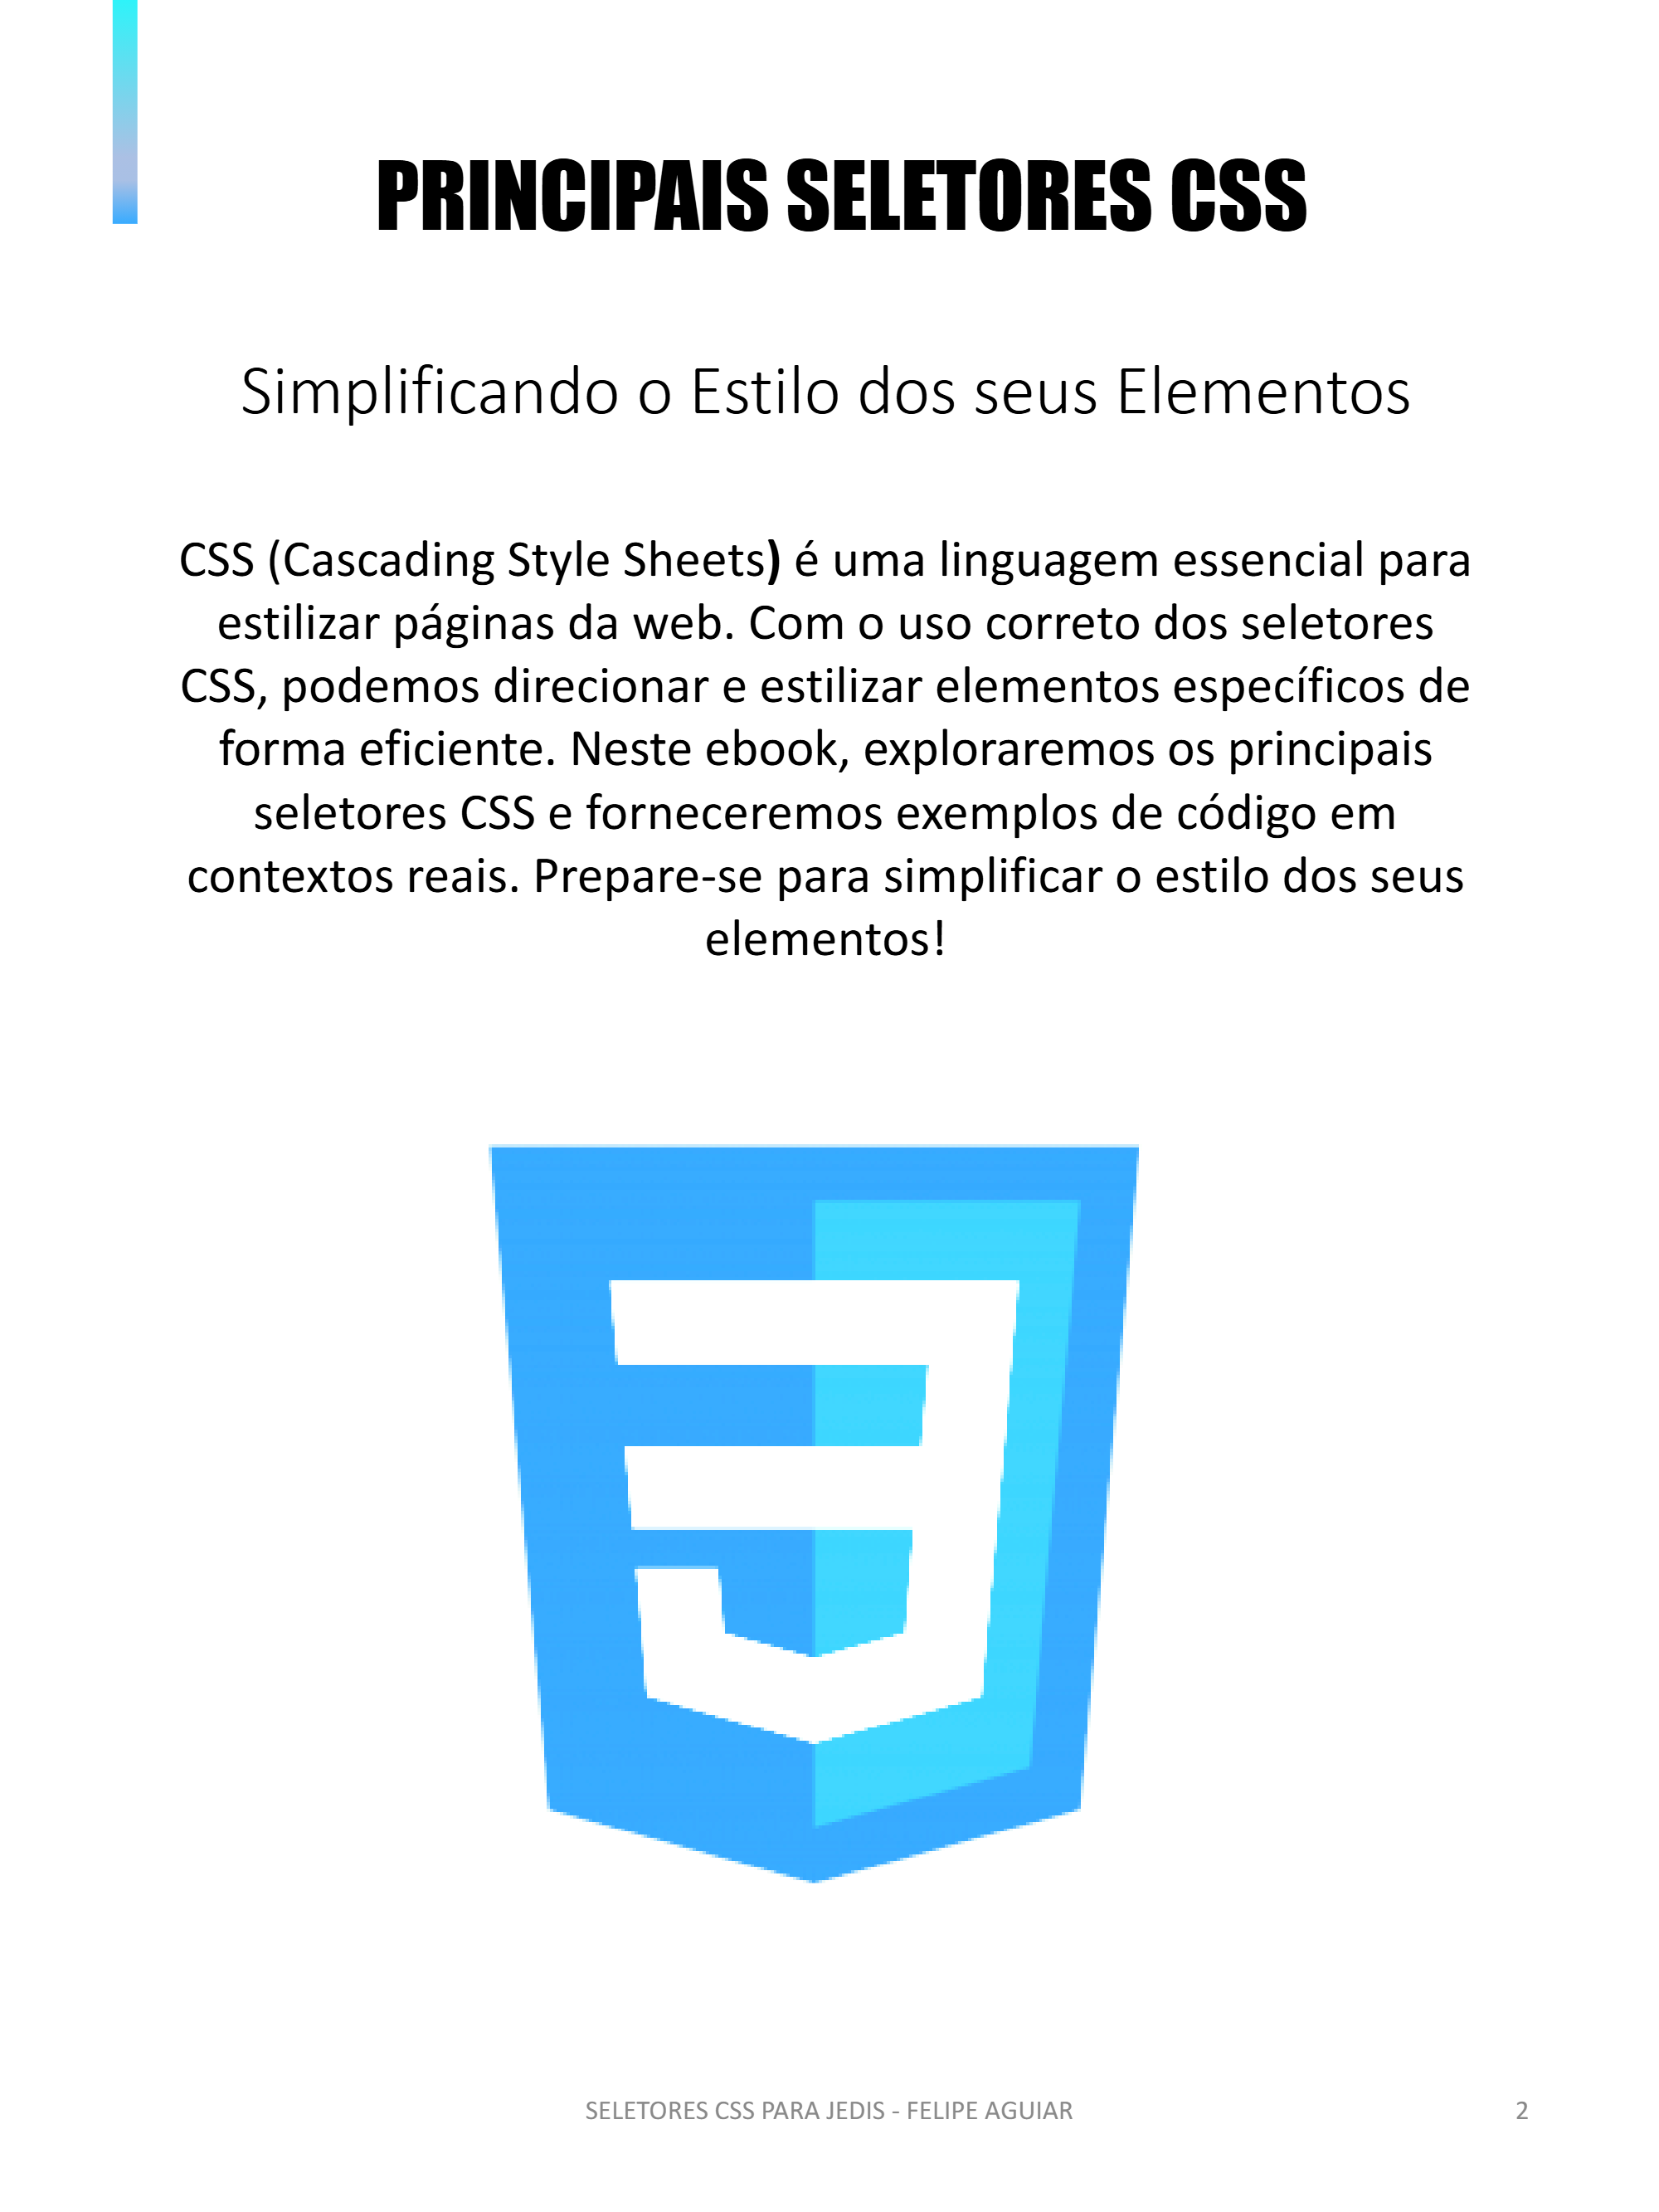 PRINCIPAIS SELETORES CSS
Simplificando o Estilo dos seus Elementos
CSS (Cascading Style Sheets) é uma linguagem essencial para
estilizar páginas da web. Com o uso correto dos seletores
CSS, podemos direcionar e estilizar elementos específicos de
forma eficiente. Neste ebook, exploraremos os principais
seletores CSS e forneceremos exemplos de código em
contextos reais. Prepare-se para simplificar o estilo dos seus
elementos!
3
SELETORES CSS PARA JEDIS - FELIPE AGUIAR 2